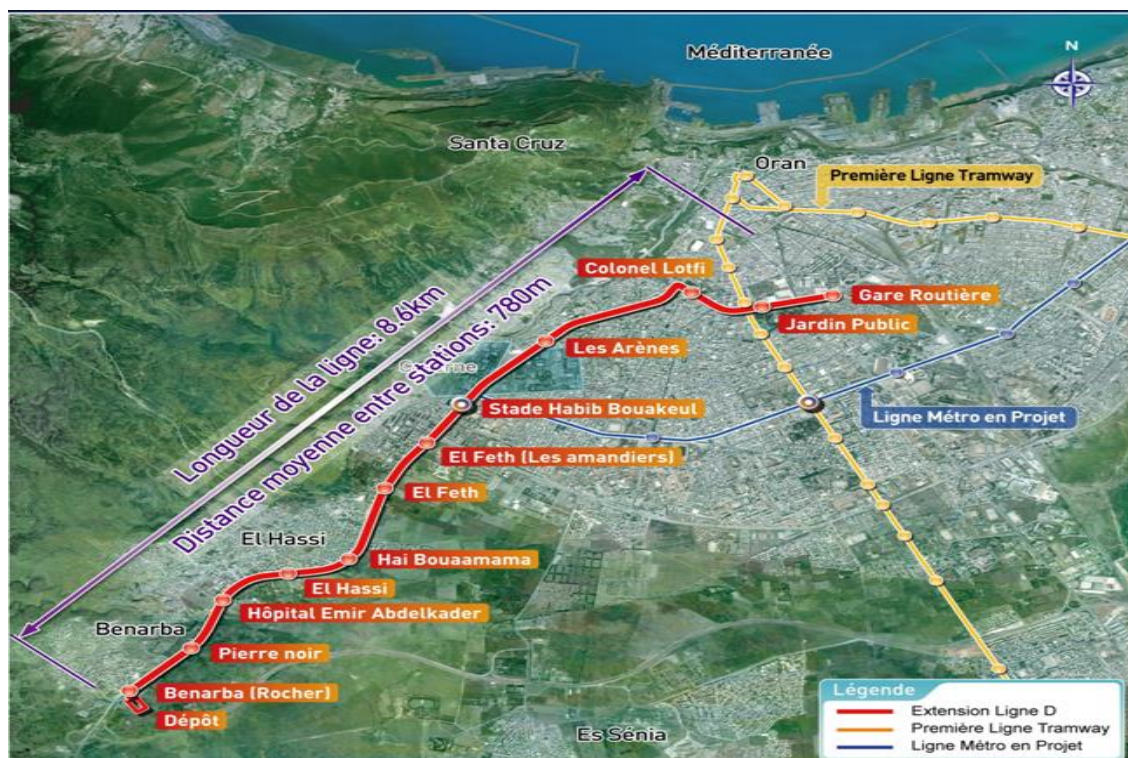 Méditerranée
N
Santa Cruz
Oran
Première Ligne Tramway
Colonel Lotfi
Gare Routière
Jardin Public
Longueur de la ligne: 8.6km
Distance moyenne entre stations: 780m
Les Arènes
Stade Habib Bouakeul
Ligne Métro en Projet
El Feth (Les amandiers)
El Feth
El Hassi
Hai Bouaamama
El Hassi
Hôpital Emir Abdelkader
Benarba
Pierre noir
Benarba (Rocher)
Dépôt
Es Sénia
Légende
Extension Ligne D
Première Ligne Tramway
Ligne Métro en Projet